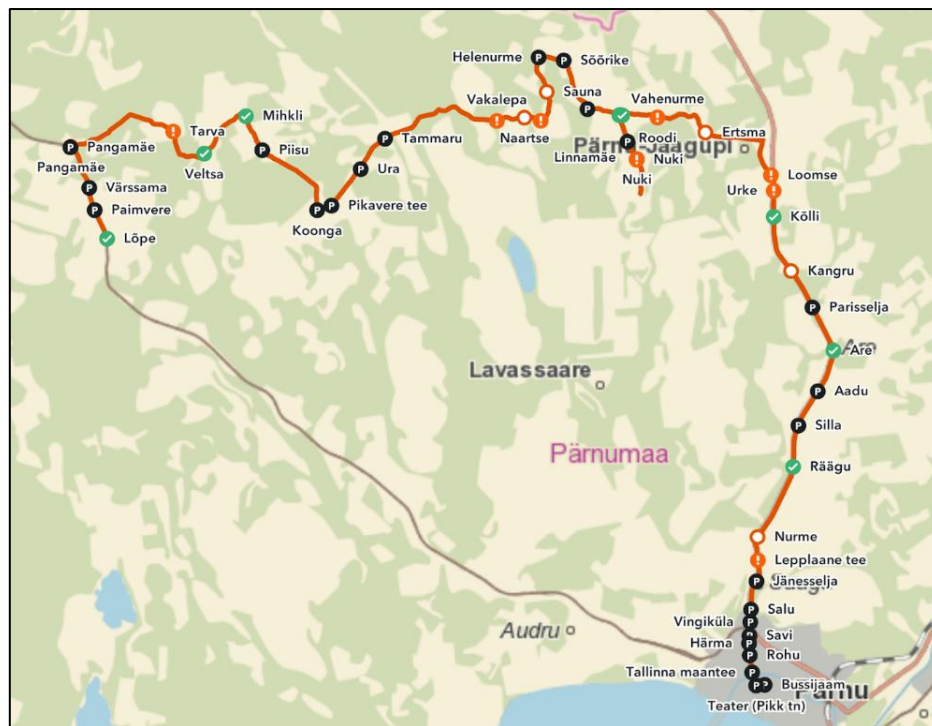 Helenurme
Söörike
Sauna
Vahenurme
Vakalepa
Mihkli
Tarva
Naartse
Ertsma
Tammaru
Roodi
Pärnu-Jaagupi
Pangamäe
Piisu
Linnamäe
Nuki
Pangamäe
Veltsa
Ura
Nuki
Loomse
Värssama
Urke
Paimvere
Pikavere tee
Kõlli
Koonga
Lõpe
Kangru
Parisselja
Are
Lavassaare
Aadu
Silla
Pärnumaa
Räägu
Nurme
Lepplaane tee
Jänesselja
Salu
Vingiküla
Audru
Savi
Härma
Rohu
Tallinna maantee
Bussijaam
Pärnu
Teater (Pikk tn)